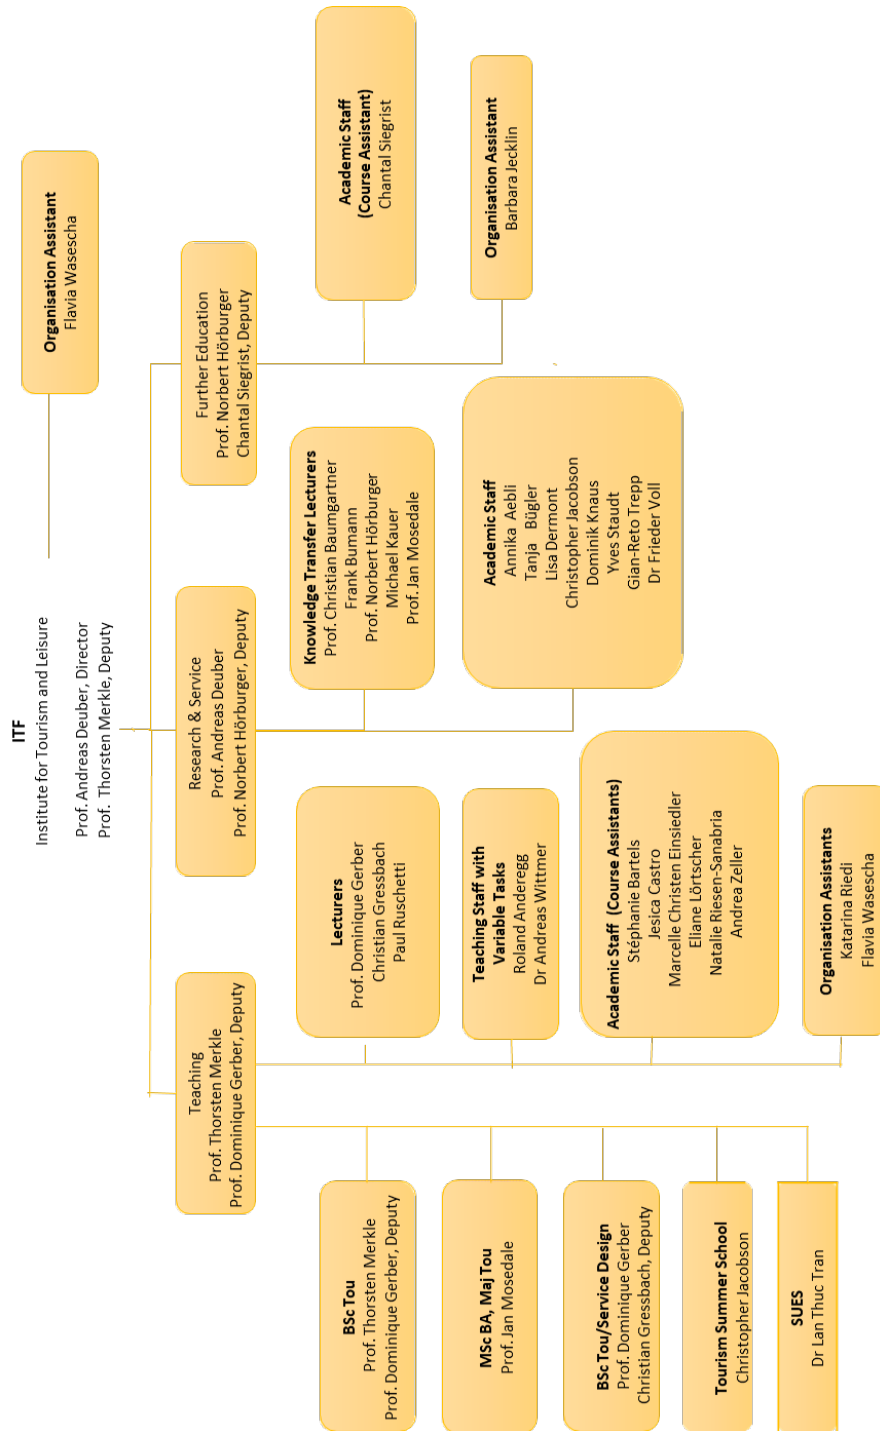 ITF
Institute for Tourism and Leisure
Prof. Andreas Deuber, Director
Prof. Thorsten Merkle, Deputy
Organisation Assistant
Flavia Wasescha
Teaching
Prof. Thorsten Merkle
Prof. Dominique Gerber, Deputy
Research & Service
Prof. Andreas Deuber
Prof. Norbert Hörburger, Deputy
Further Education
Prof. Norbert Hörburger
Chantal Siegrist, Deputy
BSc Tou
Prof. Thorsten Merkle
Prof. Dominique Gerber, Deputy
MSc BA, Maj Tou
Prof. Jan Mosedale
BSc Tou/Service Design
Prof. Dominique Gerber
Christian Gressbach, Deputy
Tourism Summer School
Christopher Jacobson
SUES
Dr Lan Thuc Tran
Lecturers
Prof. Dominique Gerber
Christian Gressbach
Paul Ruschetti
Teaching Staff with
Variable Tasks
Roland Anderegg
Dr Andreas Wittmer
Academic Staff (Course Assistants)
Stéphanie Bartels
Jesica Castro
Marcelle Christen Einsiedler
Eliane Lörtscher
Natalie Riesen-Sanabria
Andrea Zeller
Organisation Assistants
Katarina Riedi
Flavia Wasescha
Knowledge Transfer Lecturers
Prof. Christian Baumgartner
Frank Bumann
Prof. Norbert Hörburger
Michael Kauer
Prof. Jan Mosedale
Academic Staff
Annika Aebli
Tanja Bügler
Lisa Dermont
Christopher Jacobson
Dominik Knaus
Yves Staudt
Gian-Reto Trepp
Dr Frieder Voll
Academic Staff
(Course Assistant)
Chantal Siegrist
Organisation Assistant
Barbara Jecklin